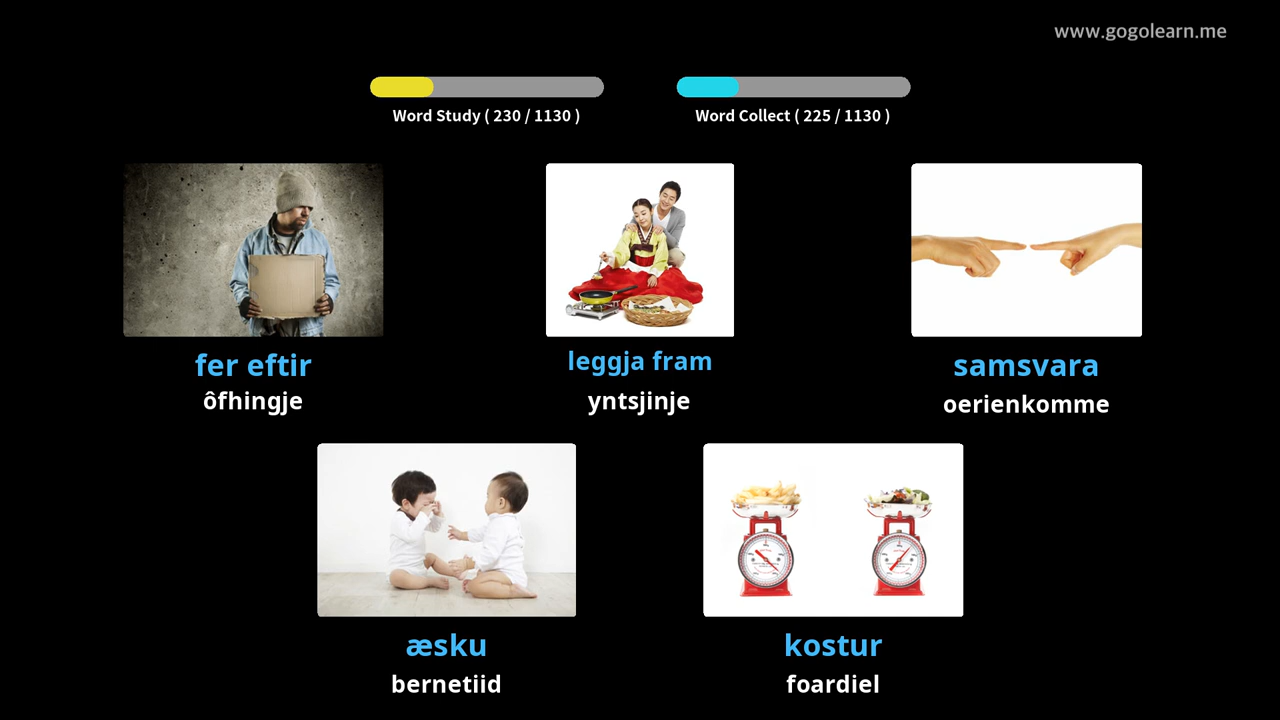 www.gogolearn.me
Word Study ( 230 / 1130 )
Word Collect ( 225 / 1130 )
fer eftir
ôfhingje
leggja fram
yntsjinje
samsvara
oerienkomme
æsku
bernetiid
kostur
foardiel